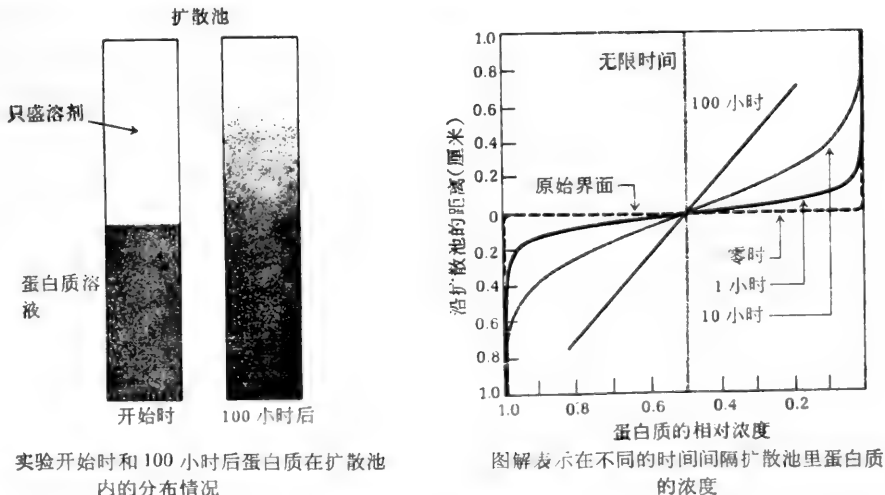 扩散池
只盛溶剂
蛋白质溶
液
开始时
100 小时后
实验开始时和 100 小时后蛋白质在扩散池
内的分布情况
沿扩散池的距离(厘米)
1.0
0.8
0.6
0.4
0.2
0
0.2
0.4
0.6
0.8
1.0
无限时间
100 小时
原始界面
零时
1 小时
10 小时
1.0
0.8
0.6
0.4
0.2
蛋白质的相对浓度
图解表示在不同的时间间隔扩散池里蛋白质
的浓度